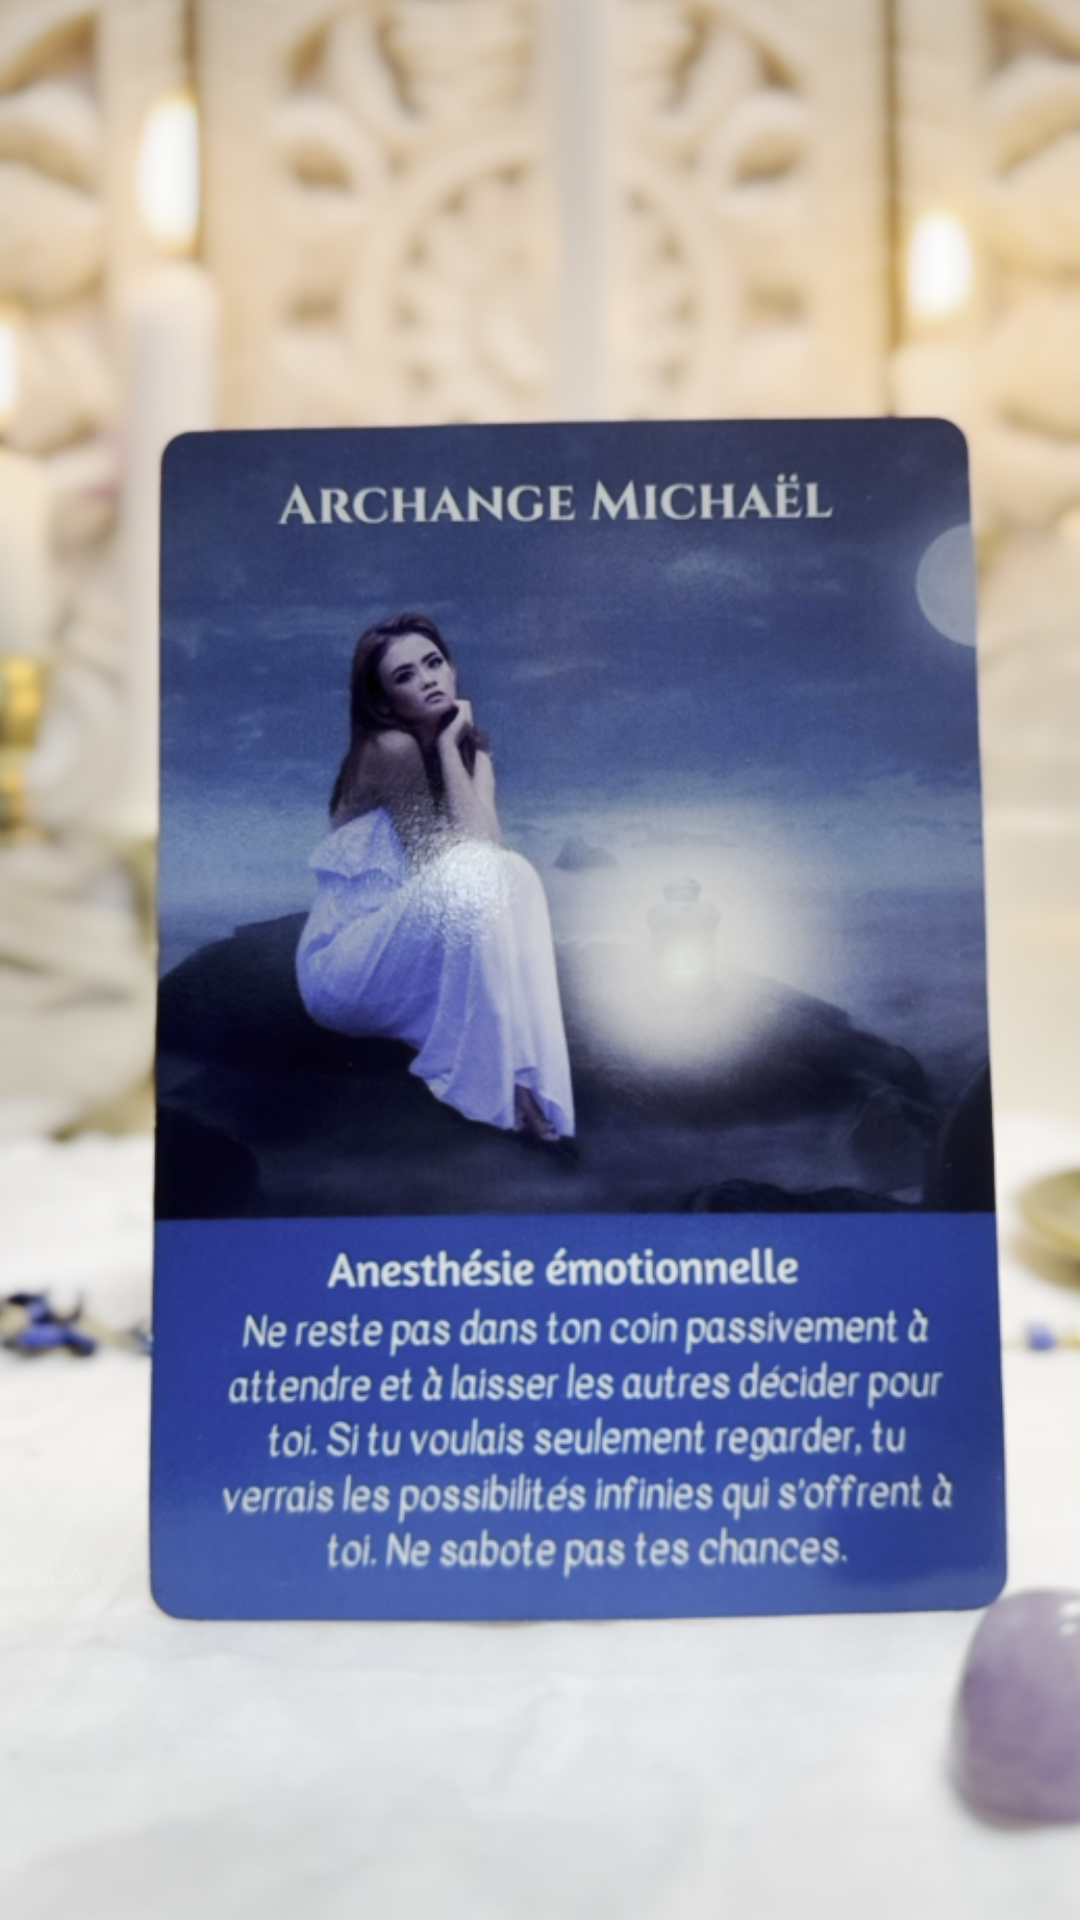 ARCHANGE MICHAËL
Anesthésie émotionnelle
Ne reste pas dans ton coin passivement à
attendre et à laisser les autres décider pour
toi. Si tu voulais seulement regarder, tu
verrais les possibilités infinies qui s'offrent à
toi. Ne sabote pas tes chances.